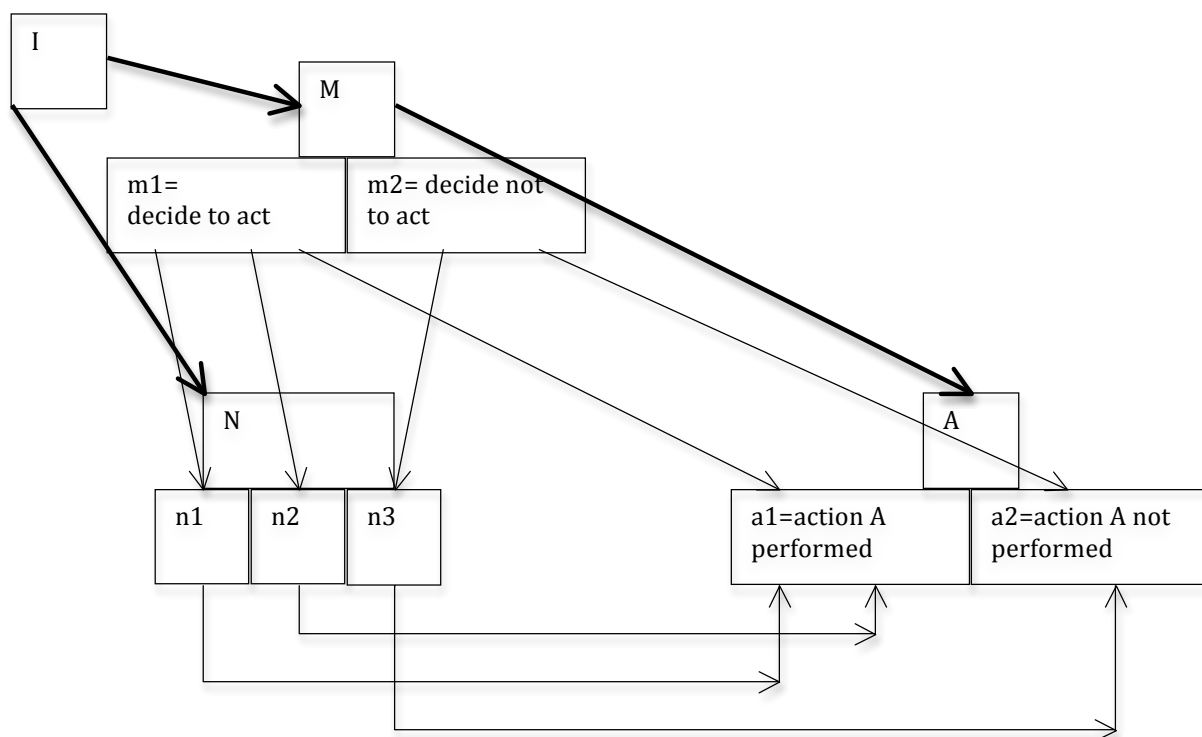 I
M
m1=
decide to act
m2= decide not
to act
N
A
n1
n2
n3
a1=action A
performed
a2=action A not
performed